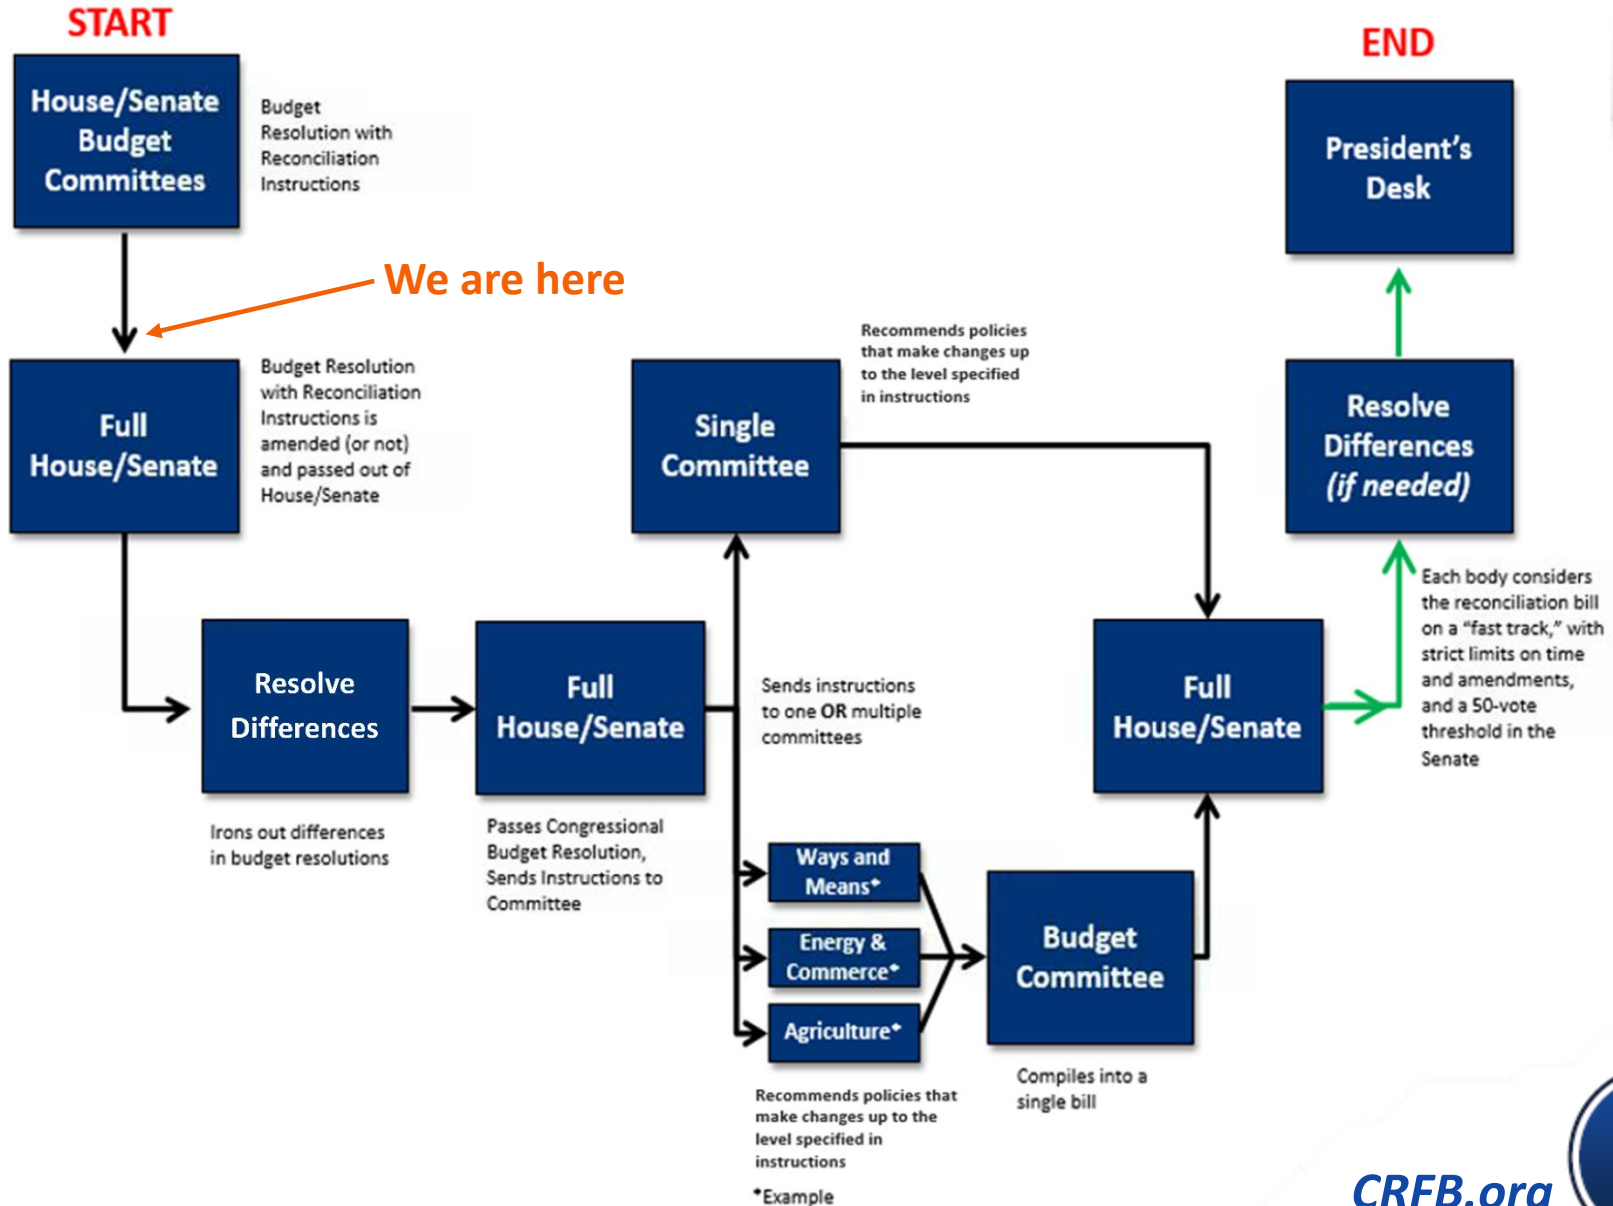 START
House/Senate
Budget
Committees
Budget
Resolution with
Reconciliation
Instructions
We are here
Full
House/Senate
Budget Resolution
with Reconciliation
Instructions is
amended (or not)
and passed out of
House/Senate
Resolve
Differences
Irons out differences
in budget resolutions
Full
House/Senate
Passes Congressional
Budget Resolution,
Sends Instructions to
Committee
Sends instructions
to one OR multiple
committees
Single
Committee
Recommends policies
that make changes up
to the level specified
in instructions
Ways and
Means*
Energy &
Commerce*
Agriculture*
Recommends policies that
make changes up to the
level specified in
instructions
*Example
Budget
Committee
Compiles into a
single bill
Full
House/Senate
Each body considers
the reconciliation bill
on a “fast track,” with
strict limits on time
and amendments,
and a 50-vote
threshold in the
Senate
Resolve
Differences
(if needed)
END
President’s
Desk
CRFB.org